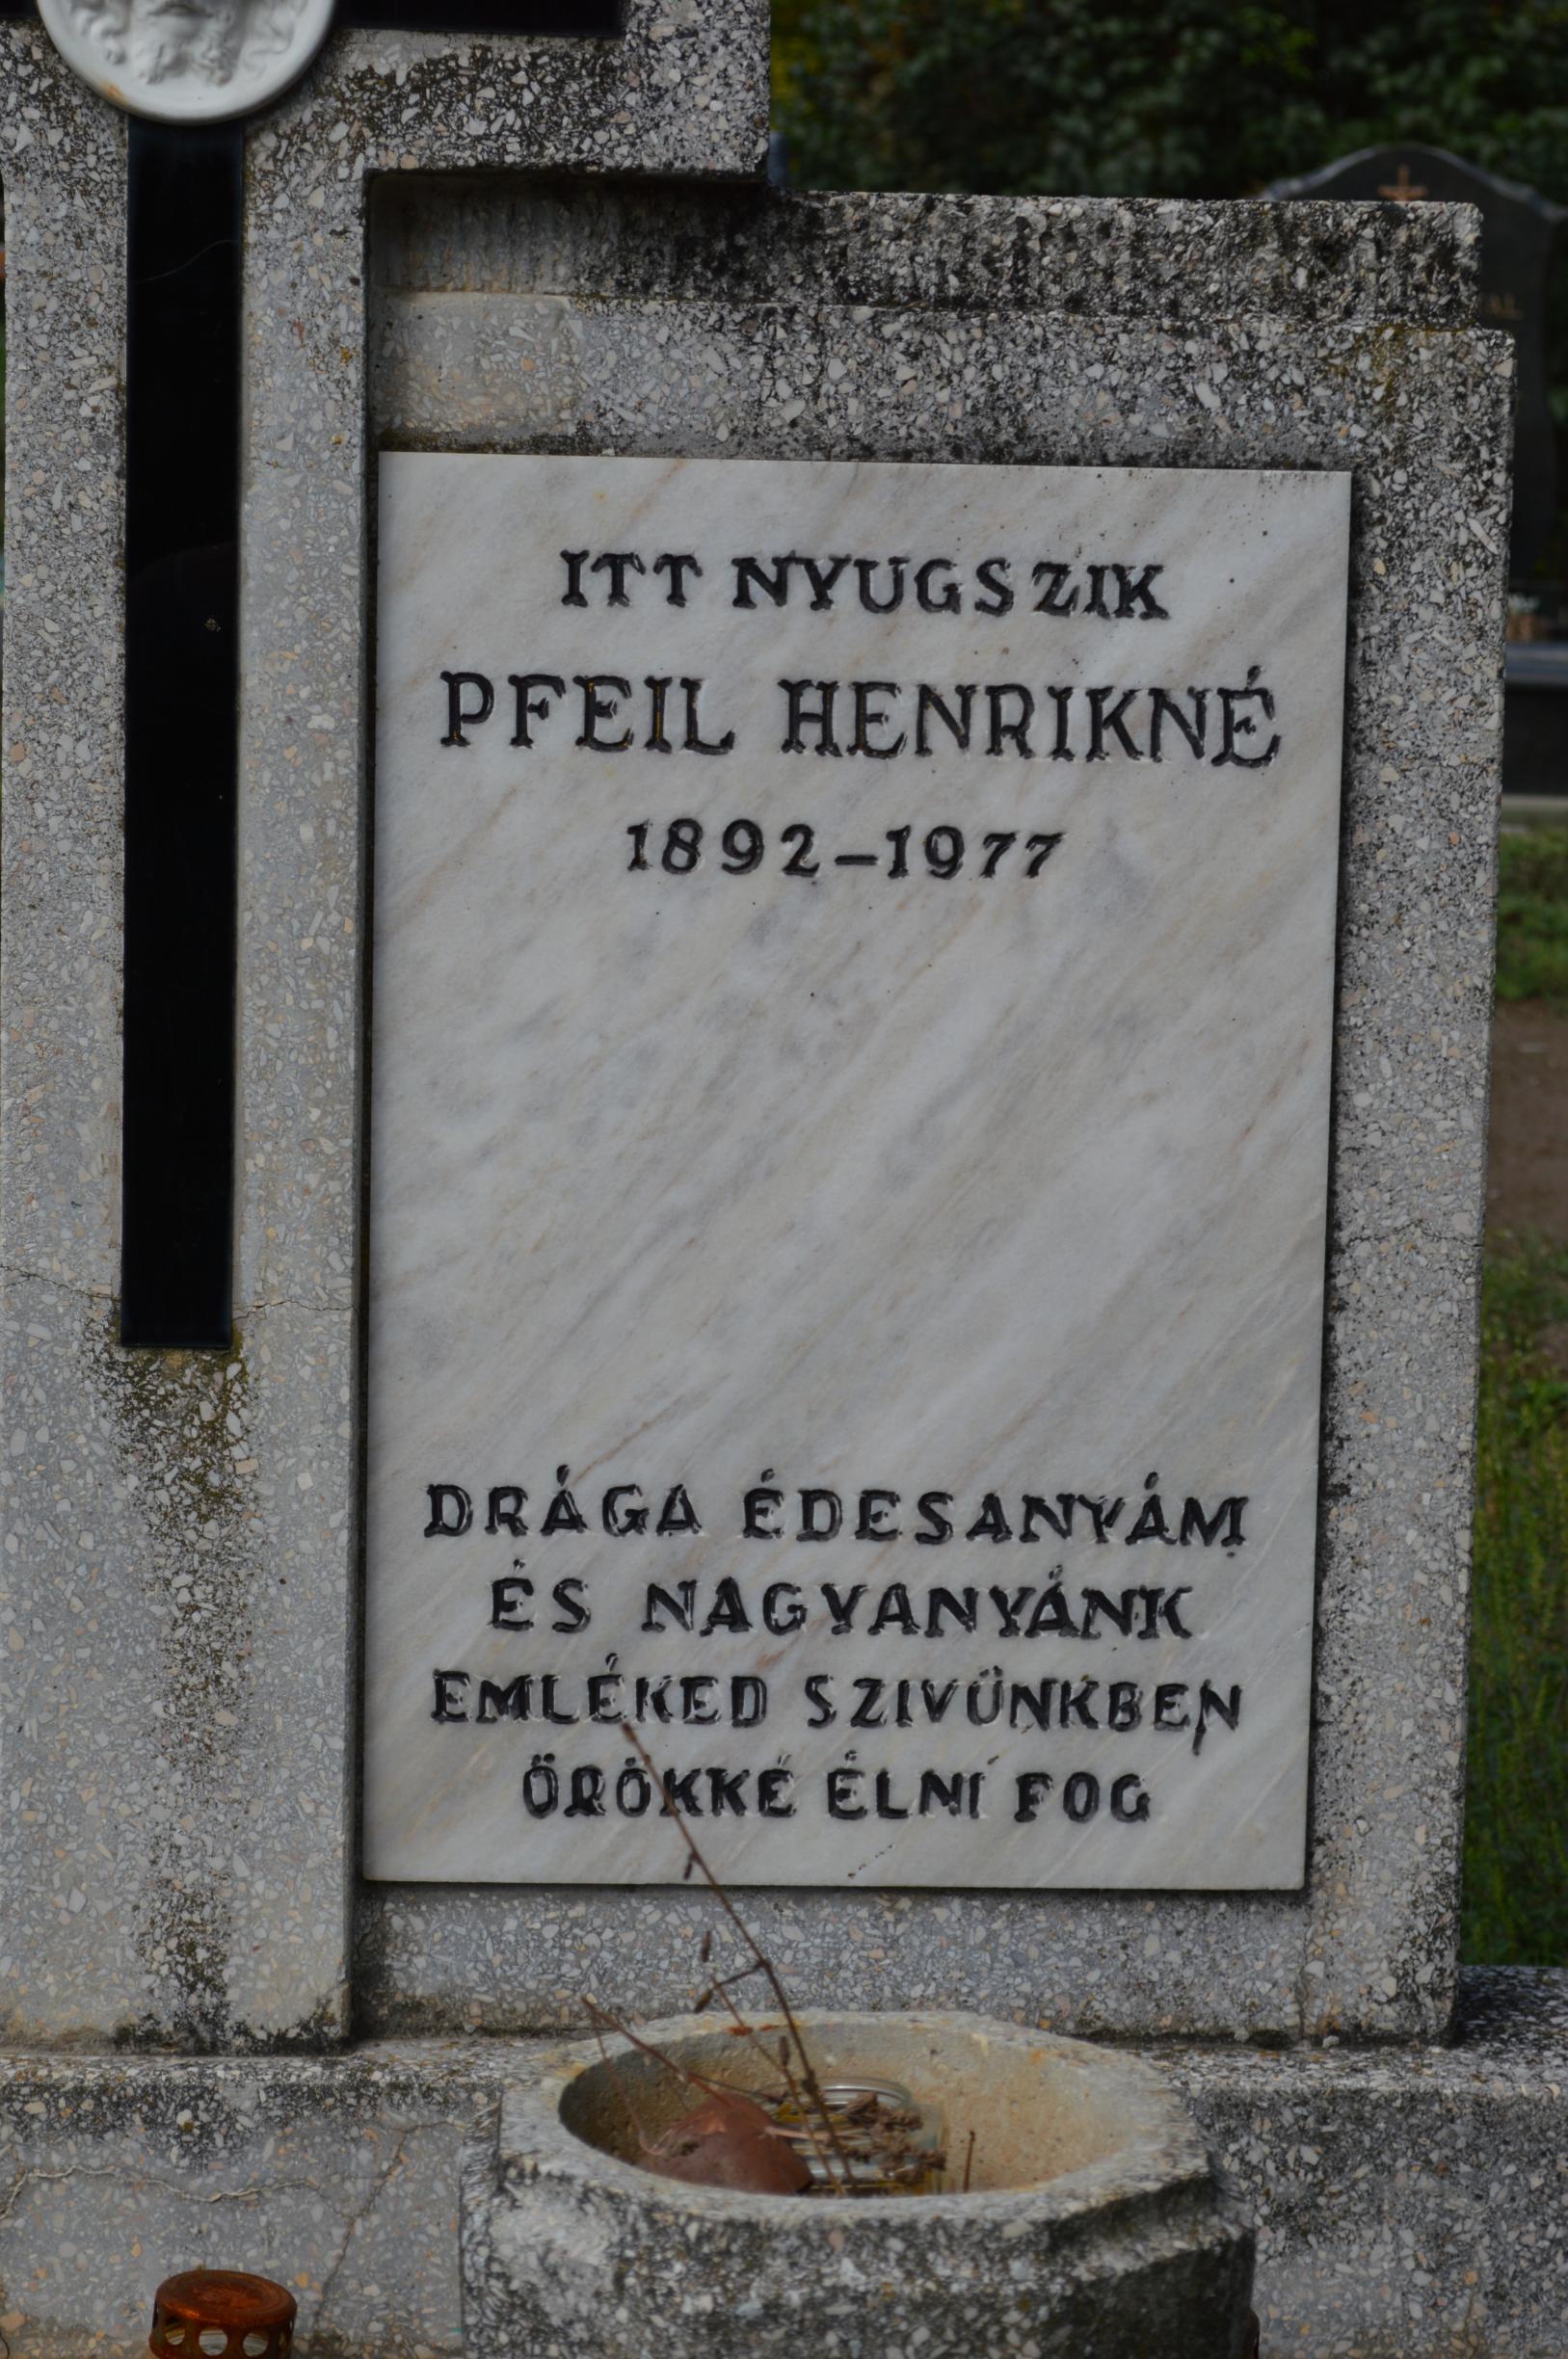 ITT NYUGSZIK
PFEIL HENRIKNÉ
1892-1977
DRÁGA ÉDESANYÁM
ÉS NAGYANYÁNK
EMLÉKED SZIVÜNKBEN
ÖRÖKKÉ ÉLNI FOG